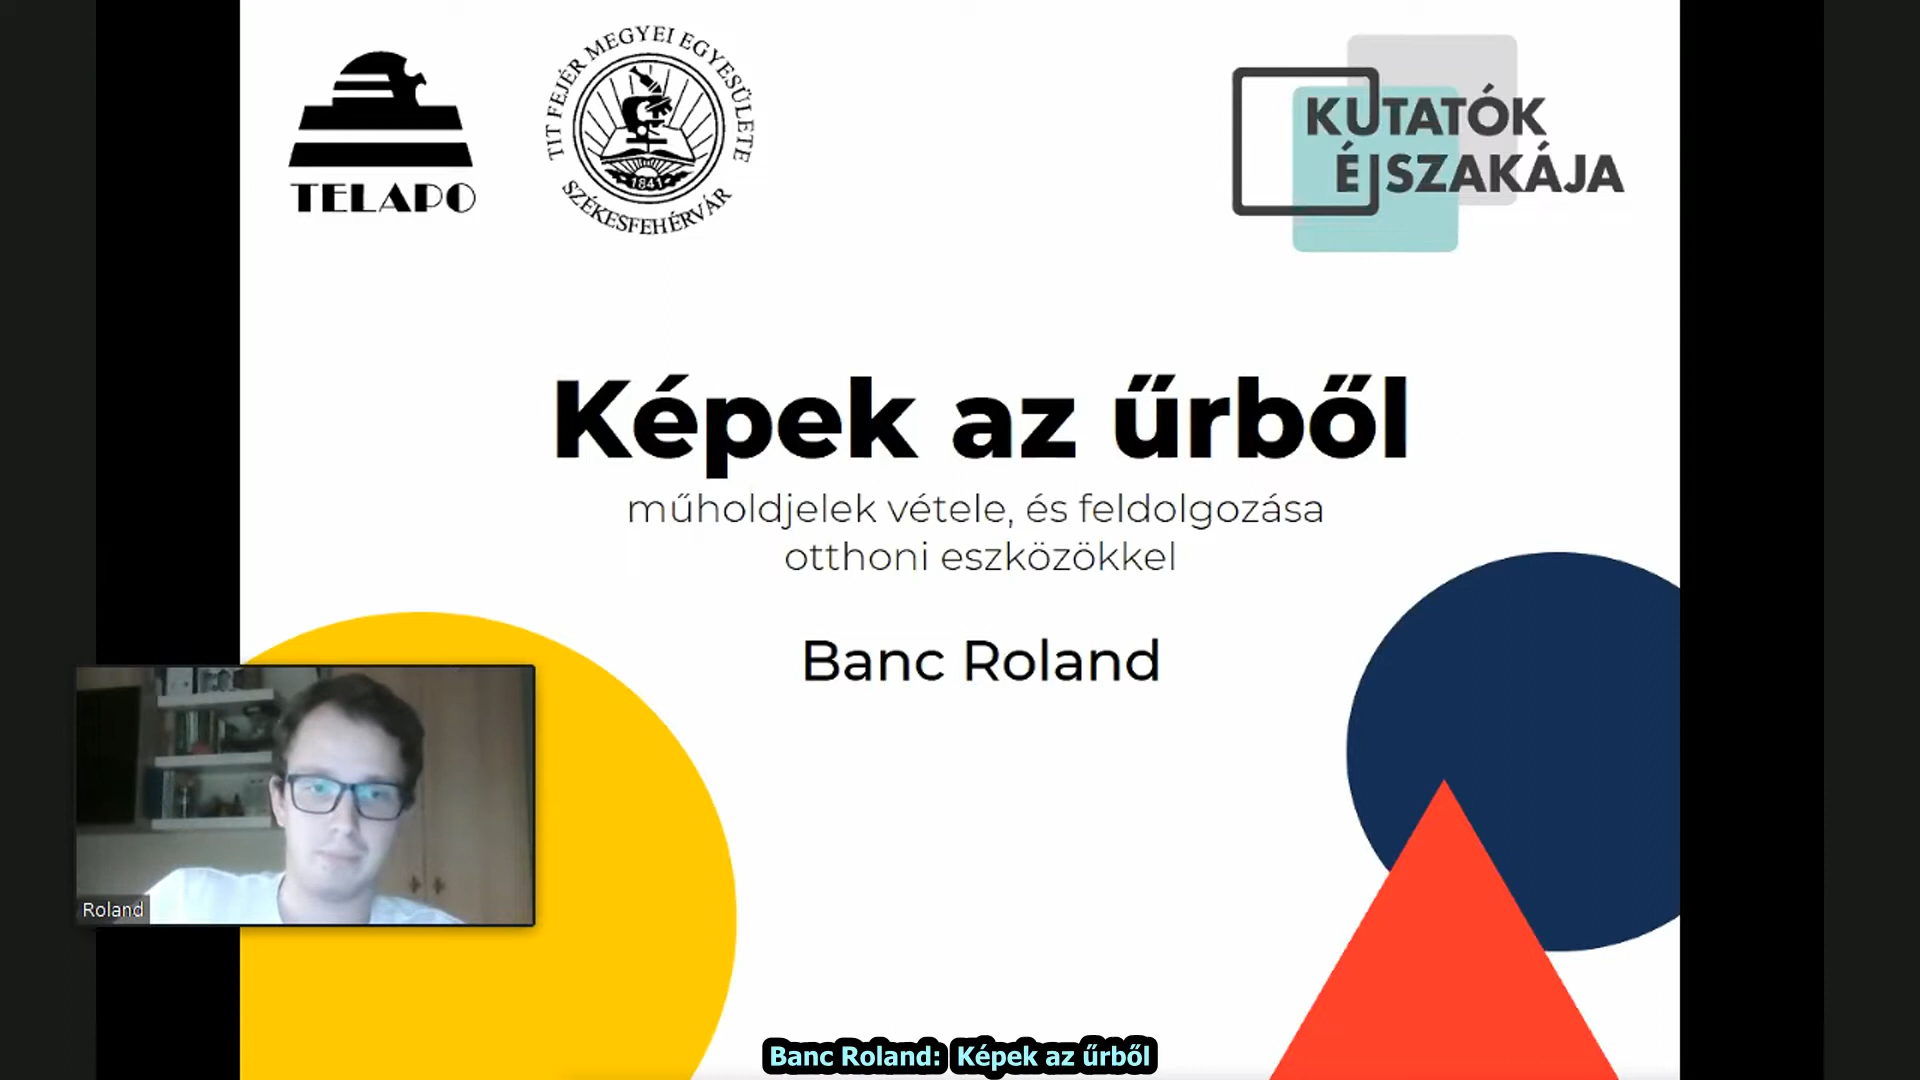 TELAPO
TIT FEJÉR MEGYEI EGYESÜLETE
1841
SZÉKESFEHÉRVÁR
KUTATÓK
ÉJSZAKÁJA
Képek az űrből
műholdjelek vétele, és feldolgozása
otthoni eszközökkel
Banc Roland
Roland
Banc Roland: Képek az űrből